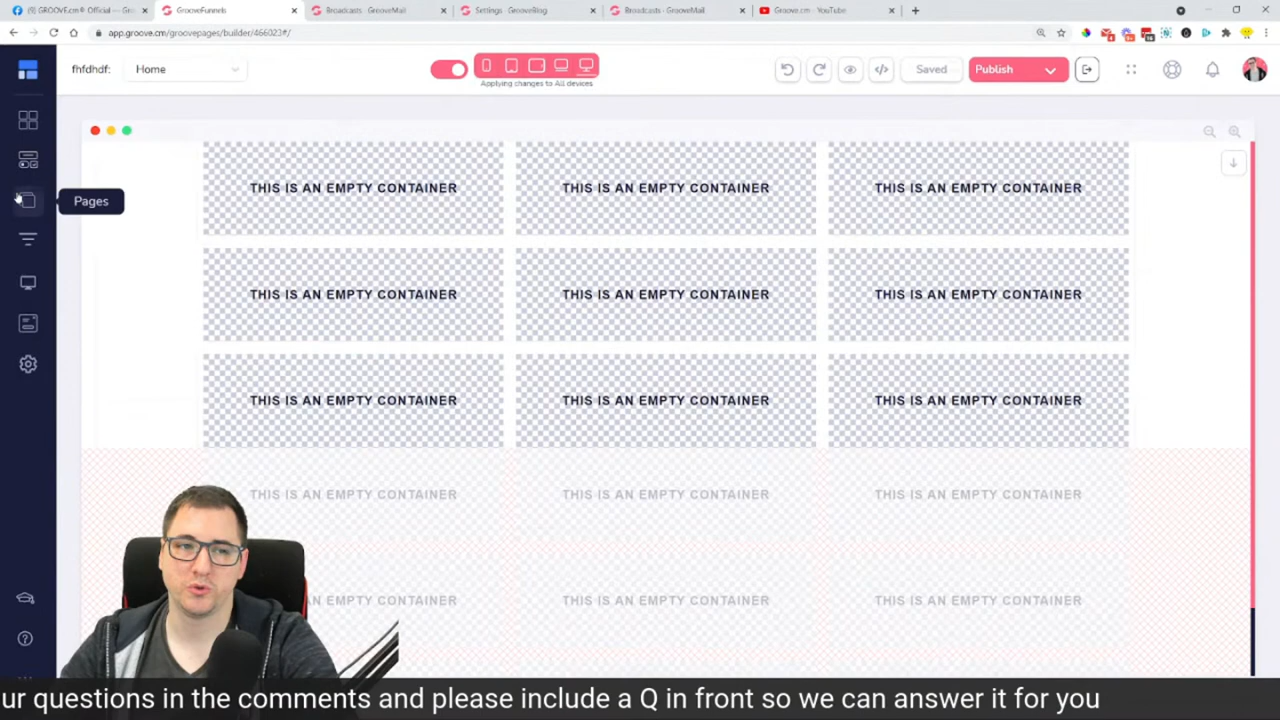 GROOVE.cm® Official — Gro
GrooveFunnels
Broadcasts · GrooveMail
Settings · GrooveBlog
Broadcasts · GrooveMail
Groove.cm - YouTube
app.groove.cm/groovepages/builder/466023#/
fhfdhdf:
Home
Applying changes to All devices
Saved
Publish
Pages
THIS IS AN EMPTY CONTAINER THIS IS AN EMPTY CONTAINER THIS IS AN EMPTY CONTAINER
THIS IS AN EMPTY CONTAINER THIS IS AN EMPTY CONTAINER THIS IS AN EMPTY CONTAINER
THIS IS AN EMPTY CONTAINER THIS IS AN EMPTY CONTAINER THIS IS AN EMPTY CONTAINER
THIS IS AN EMPTY CONTAINER THIS IS AN EMPTY CONTAINER THIS IS AN EMPTY CONTAINER
AN EMPTY CONTAINER THIS IS AN EMPTY CONTAINER THIS IS AN EMPTY CONTAINER
ur questions in the comments and please include a Q in front so we can answer it for you